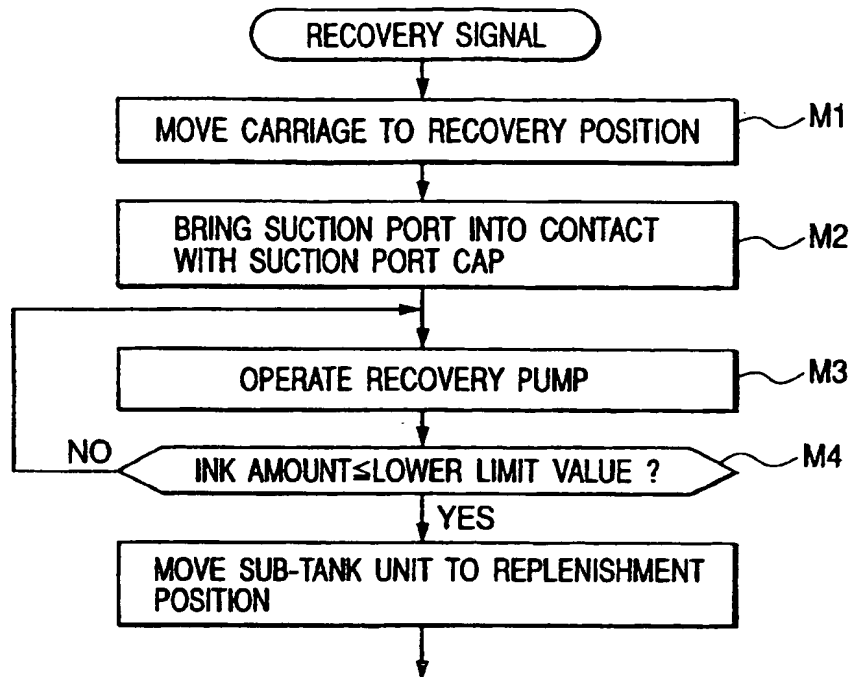 RECOVERY SIGNAL
MOVE CARRIAGE TO RECOVERY POSITION
M1
BRING SUCTION PORT INTO CONTACT
WITH SUCTION PORT CAP
M2
OPERATE RECOVERY PUMP
M3
NO
INK AMOUNT≦LOWER LIMIT VALUE ?
M4
YES
MOVE SUB-TANK UNIT TO REPLENISHMENT
POSITION